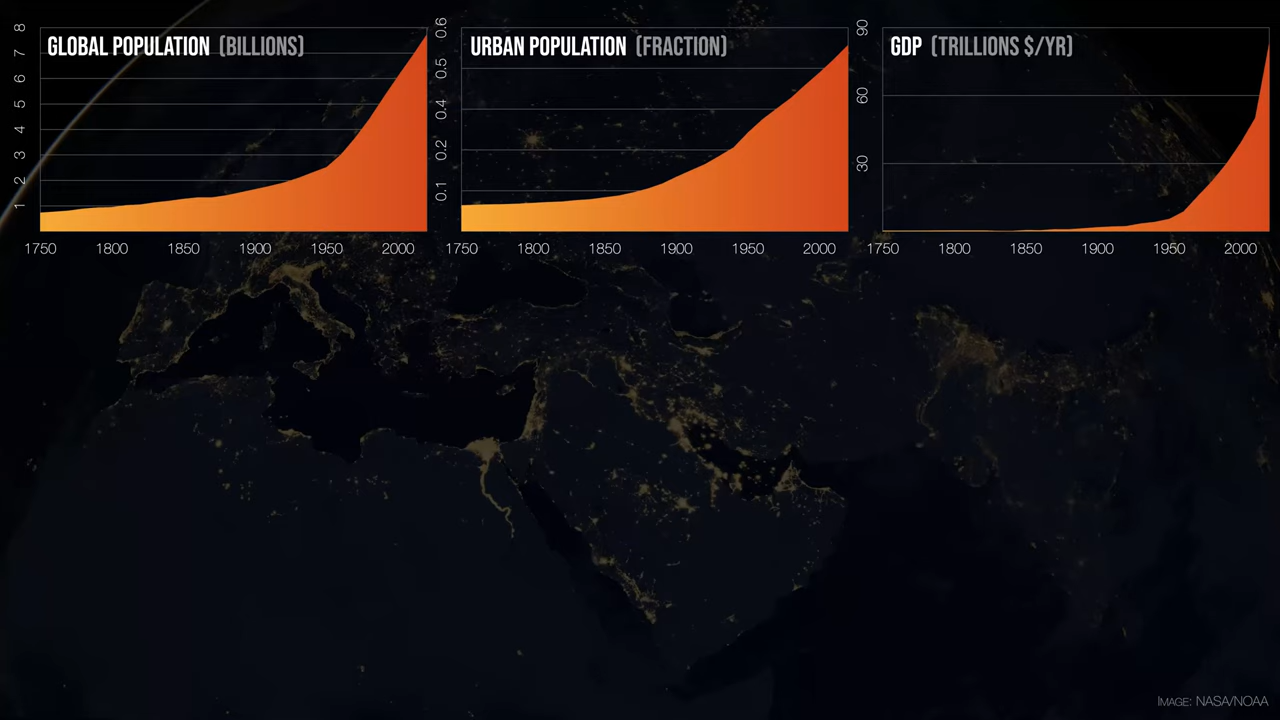 GLOBAL POPULATION (BILLIONS)
8
7
6
5
4
3
2
1
1750 1800 1850 1900 1950 2000
URBAN POPULATION (FRACTION)
0.6
0.5
0.4
0.2
0.1
1750 1800 1850 1900 1950 2000
GDP (TRILLIONS $/YR)
90
60
30
1750 1800 1850 1900 1950 2000
IMAGE: NASA/NOAA